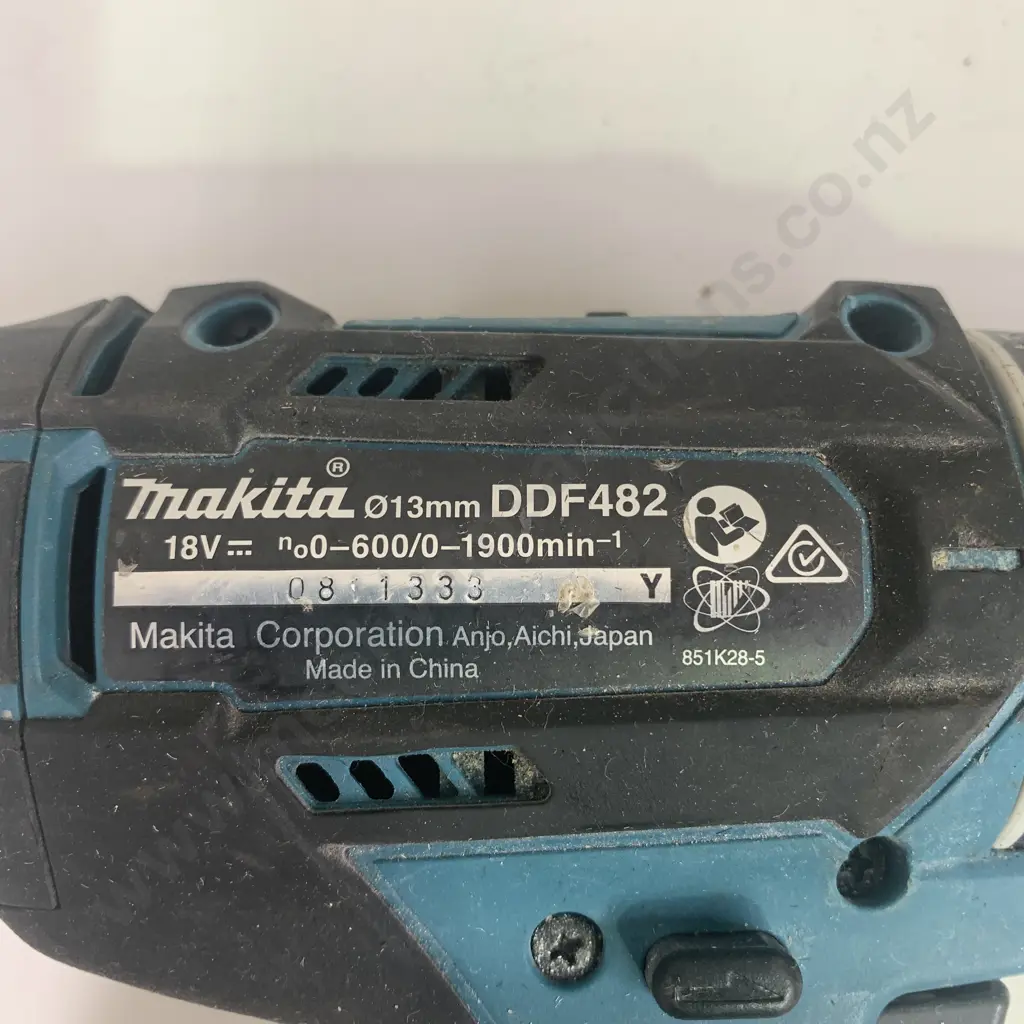 makita® Ø13mm DDF482
18V⎓ n₀0–600/0–1900min⁻¹
0811333 Y
Makita Corporation Anjo,Aichi,Japan
Made in China
851K28-5